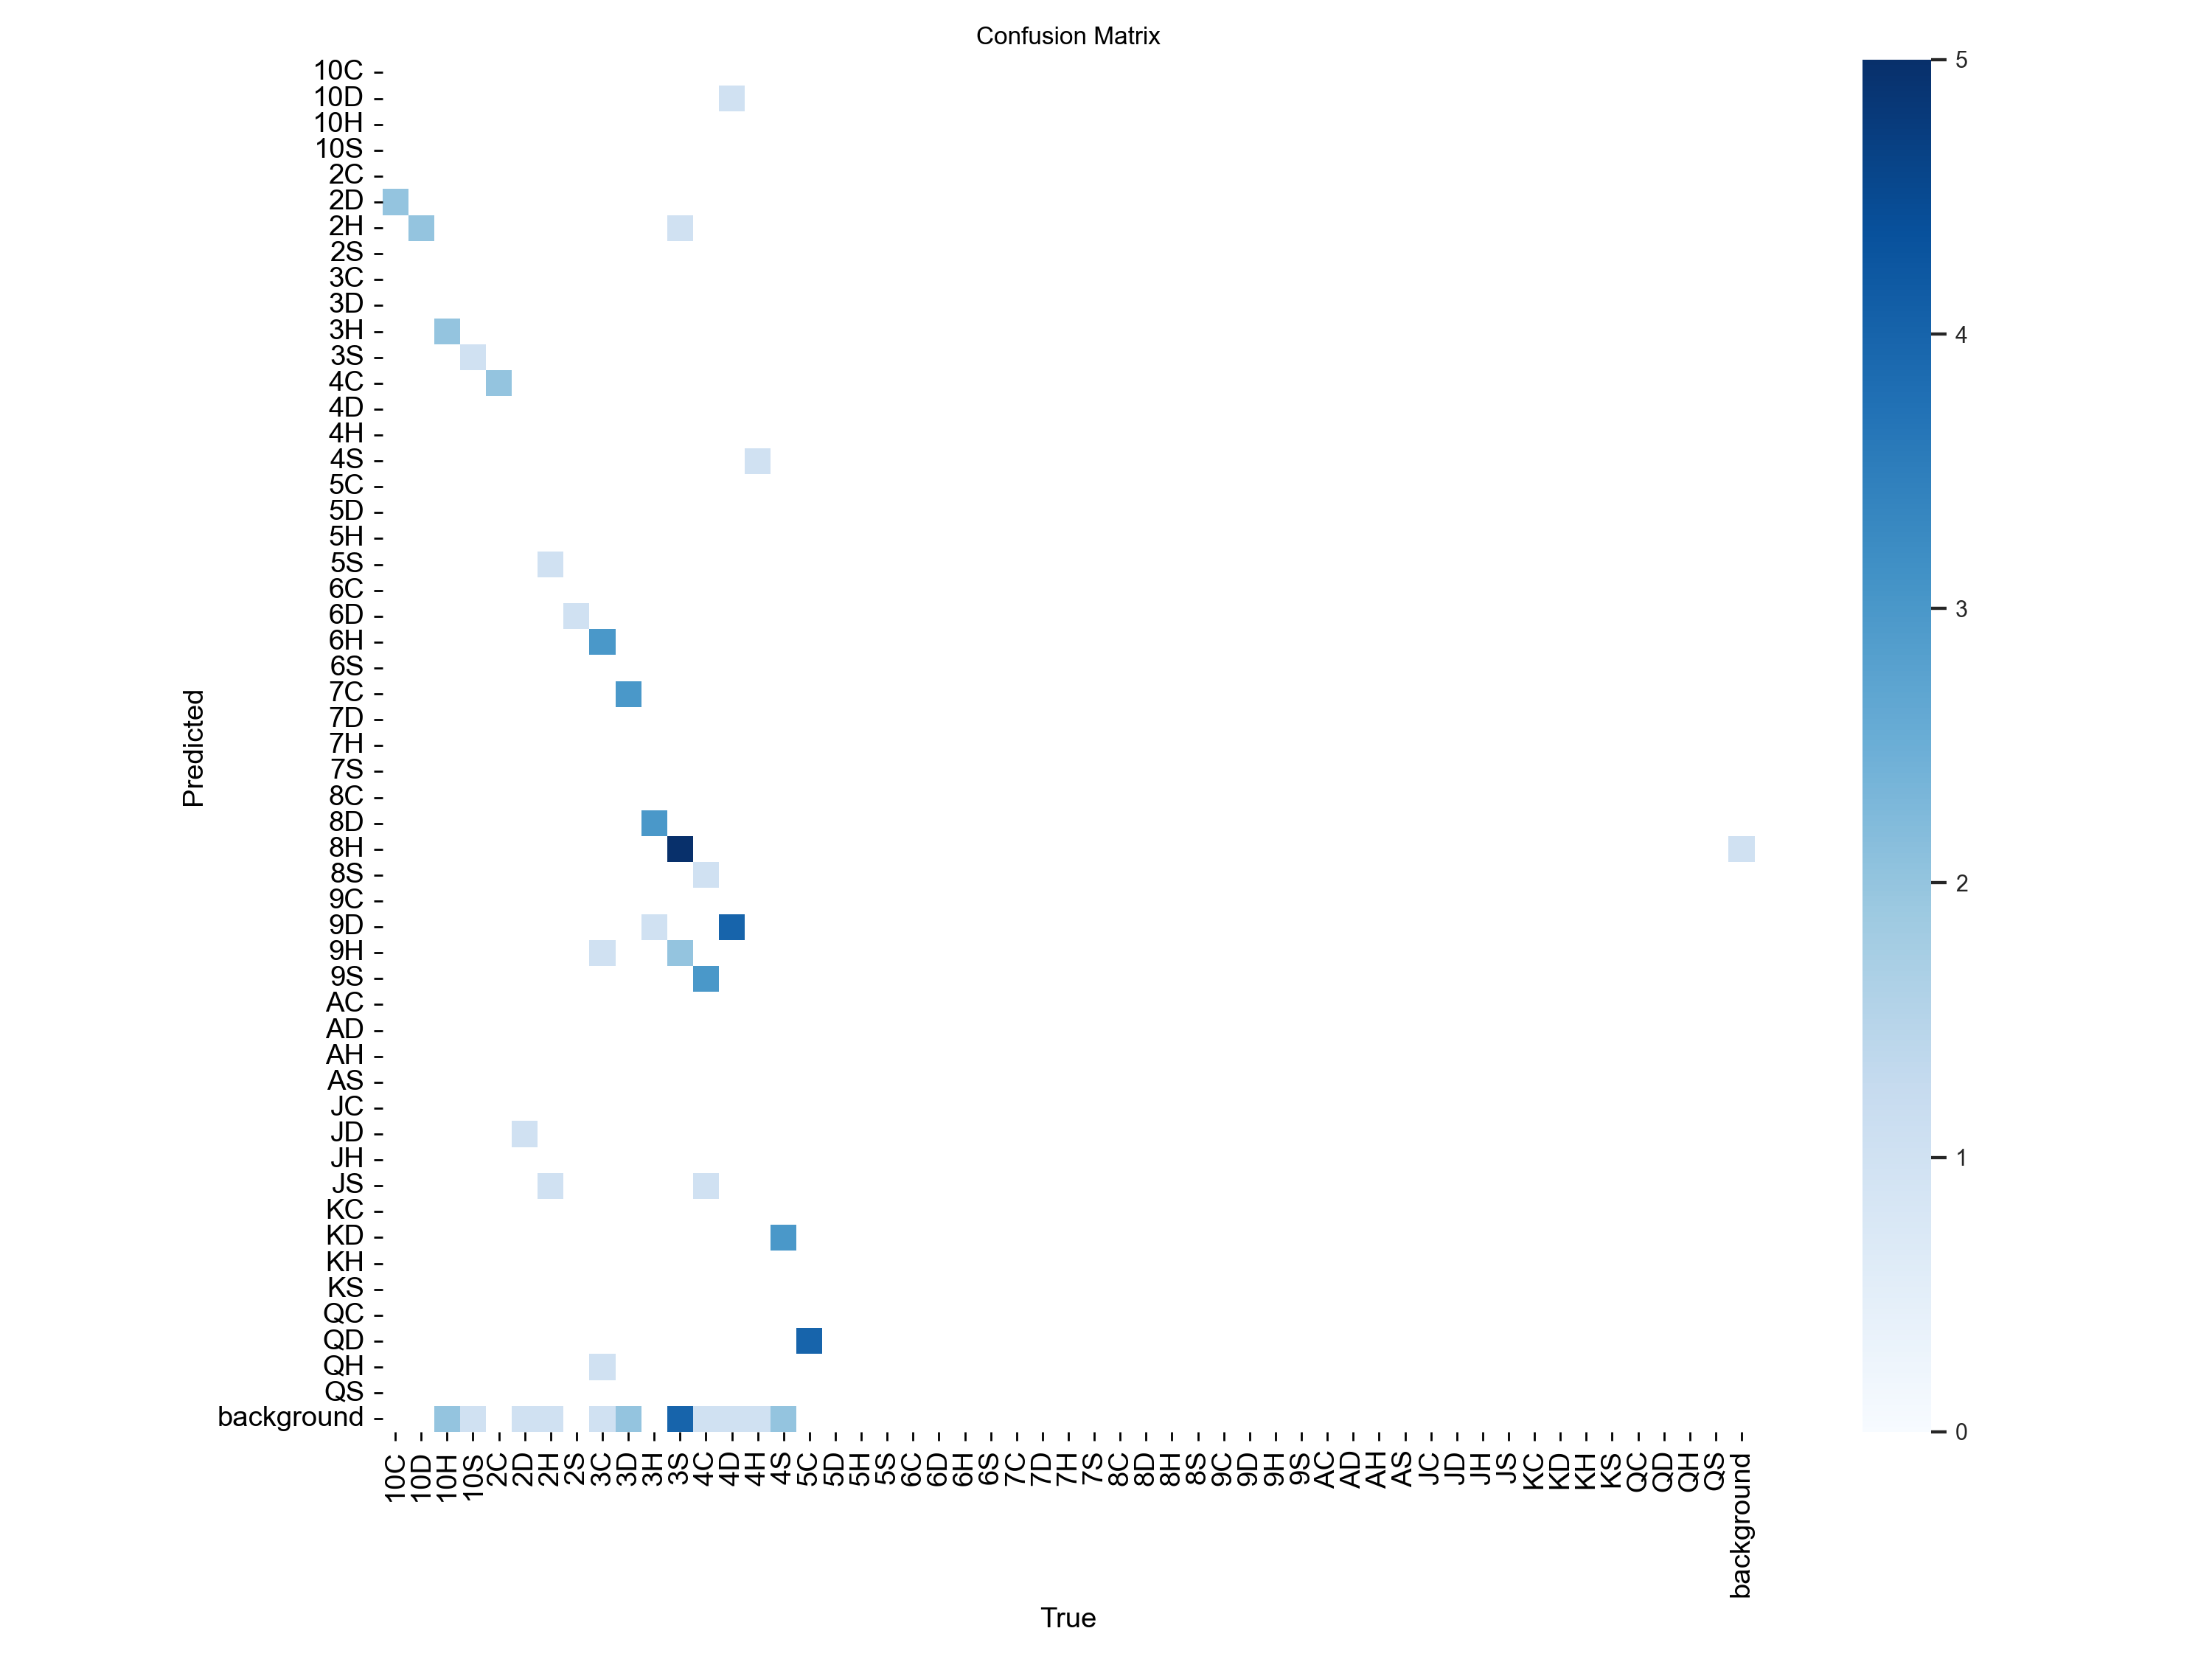 Confusion Matrix
10C
10D
10H
10S
2C
2D
2H
2S
3C
3D
3H
3S
4C
4D
4H
4S
5C
5D
5H
5S
6C
6D
6H
6S
7C
7D
7H
7S
8C
8D
8H
8S
9C
9D
9H
9S
AC
AD
AH
AS
JC
JD
JH
JS
KC
KD
KH
KS
QC
QD
QH
QS
background
Predicted
10C
10D
10H
10S
2C
2D
2H
2S
3C
3D
3H
3S
4C
4D
4H
4S
5C
5D
5H
5S
6C
6D
6H
6S
7C
7D
7H
7S
8C
8D
8H
8S
9C
9D
9H
9S
AC
AD
AH
AS
JC
JD
JH
JS
KC
KD
KH
KS
QC
QD
QH
QS
background
True
5
4
3
2
1
0